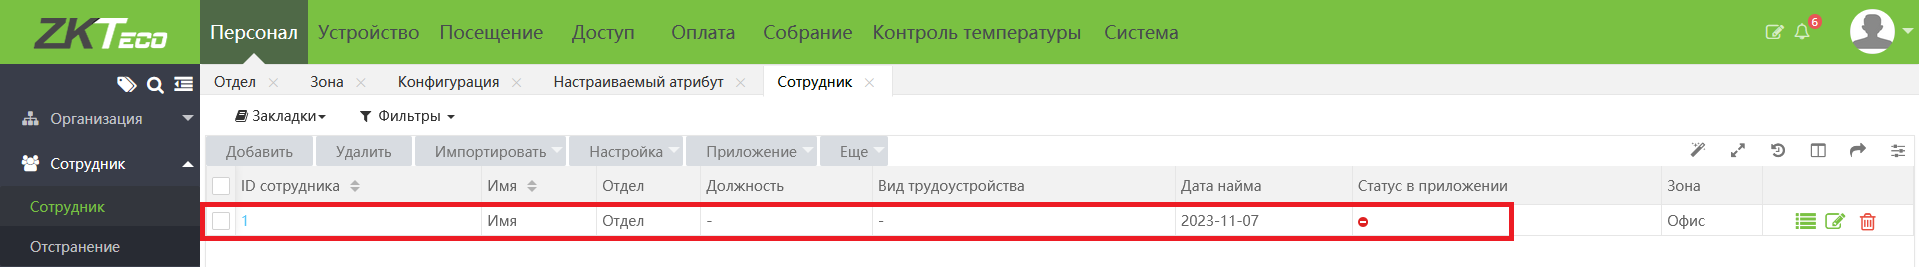 ZKTECO Персонал Устройство Посещение Доступ Оплата Собрание Контроль температуры Система 6
Отдел × Зона × Конфигурация × Настраиваемый атрибут × Сотрудник ×
Организация
Сотрудник
Сотрудник
Отстранение
Закладки Фильтры
Добавить Удалить Импортировать Настройка Приложение Еще
ID сотрудника Имя Отдел Должность Вид трудоустройства Дата найма Статус в приложении Зона
1 Имя Отдел - - 2023-11-07 Офис